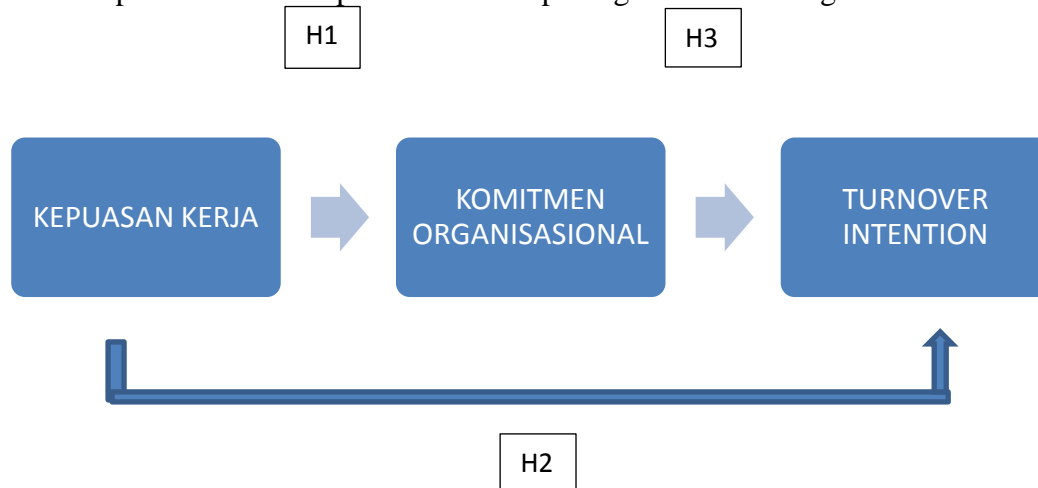 H1
H3
KEPUASAN KERJA
KOMITMEN
ORGANISASIONAL
TURNOVER
INTENTION
H2